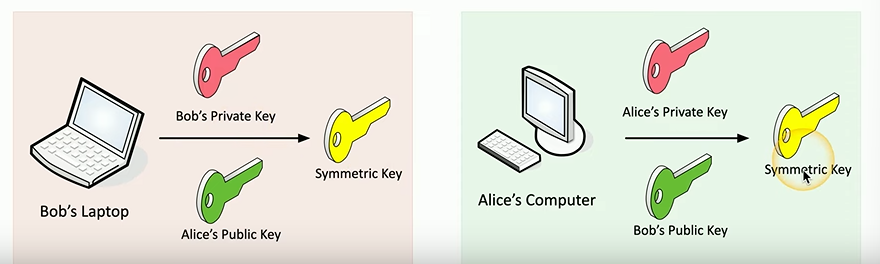 Bob's Private Key
Symmetric Key
Bob's Laptop
Alice's Public Key
Alice's Private Key
Symmetric Key
Alice's Computer
Bob's Public Key